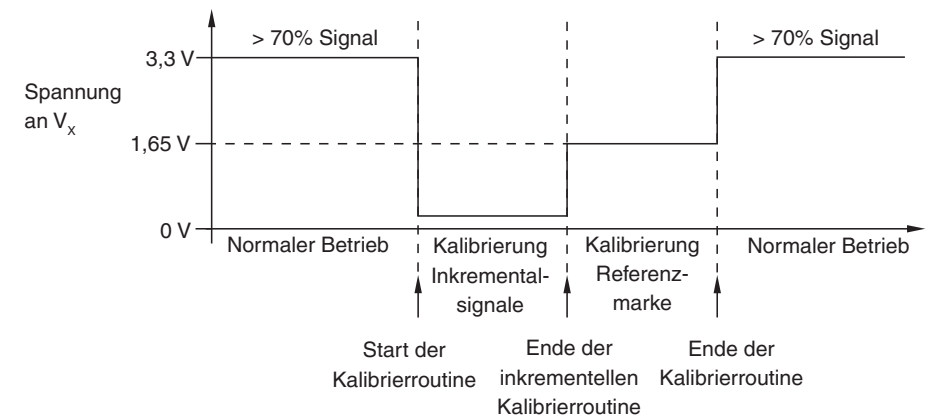 > 70% Signal
> 70% Signal
3,3 V
Spannung
an Vx
1,65 V
0 V
Normaler Betrieb
Kalibrierung
Inkremental-
signale
Kalibrierung
Referenz-
marke
Normaler Betrieb
Start der
Kalibrierroutine
Ende der
inkrementellen
Kalibrierroutine
Ende der
Kalibrierroutine